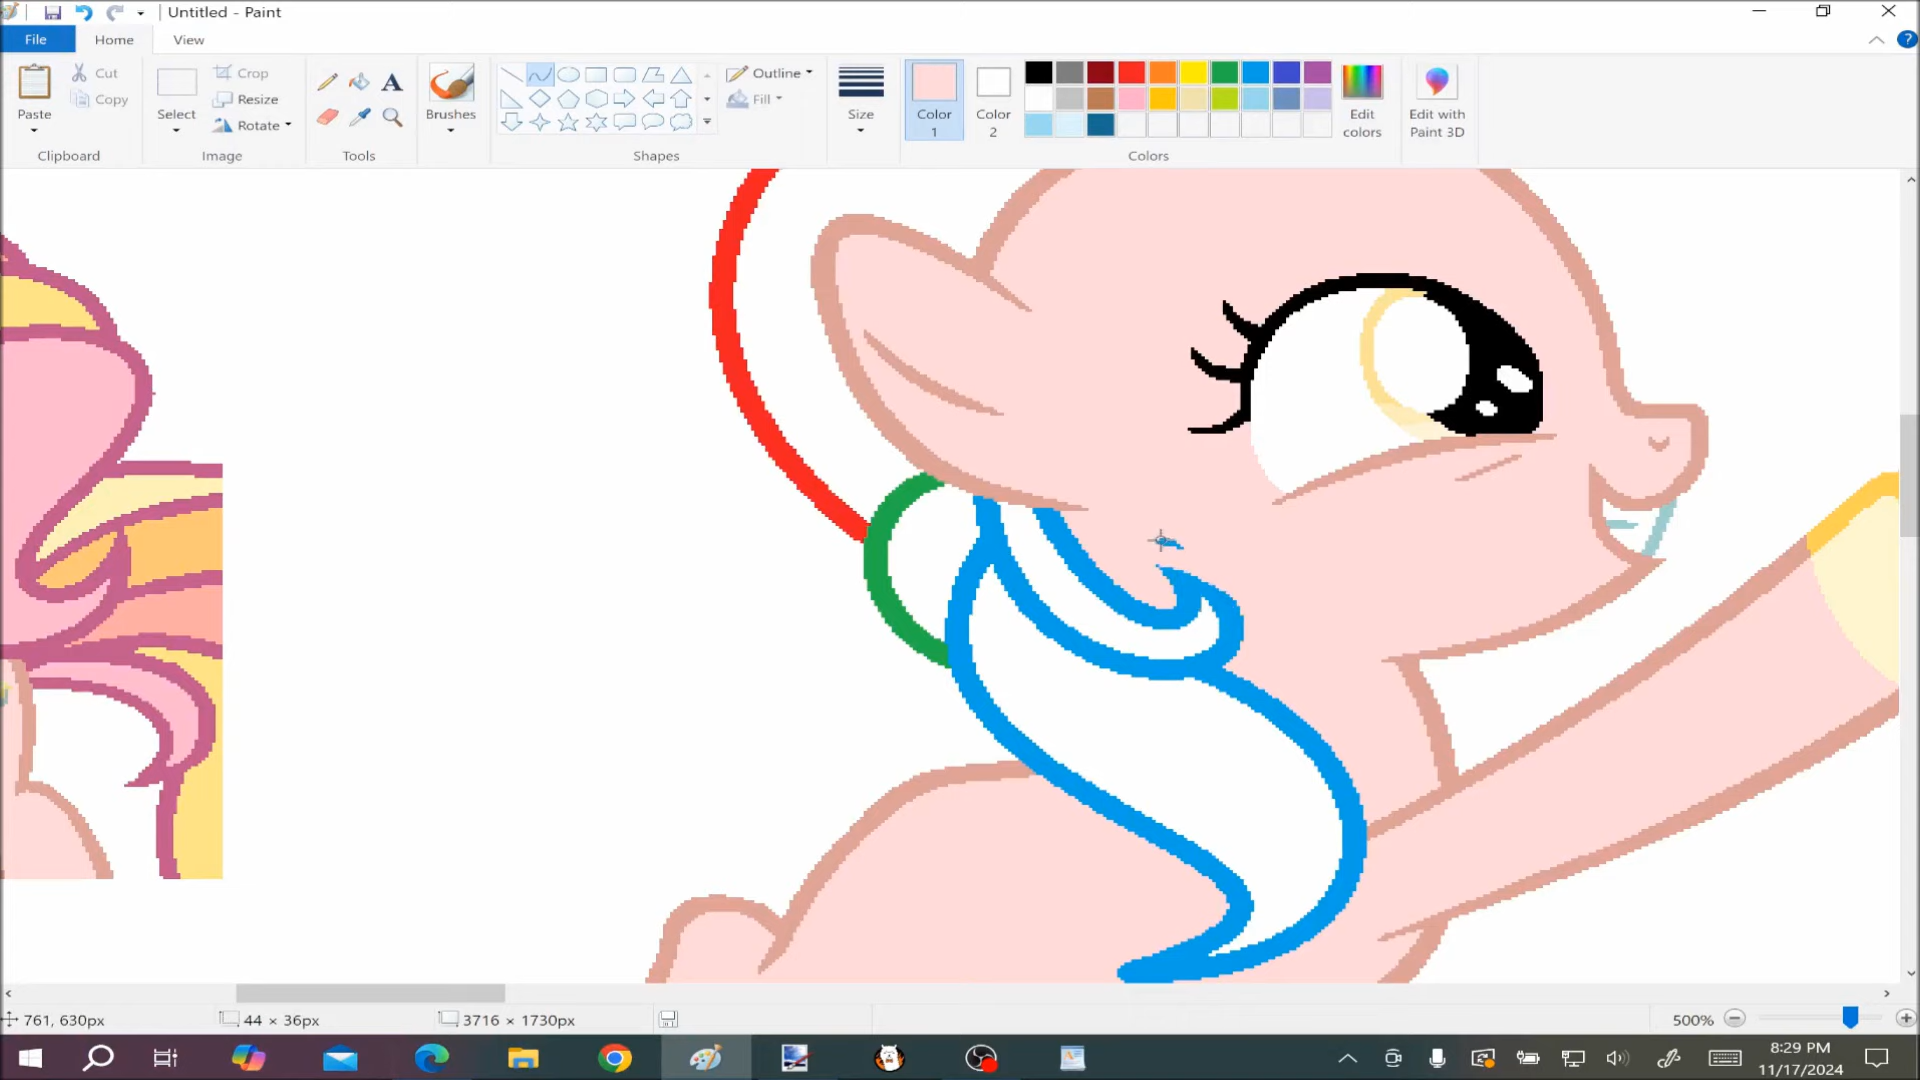 Untitled - Paint
File
Home
View
Paste
Cut
Copy
Clipboard
Select
Crop
Resize
Rotate
Image
A
Tools
Brushes
Outline
Fill
Shapes
Size
Color 1
Color 2
Edit colors
Colors
Edit with Paint 3D
?
761, 630px
44 × 36px
3716 × 1730px
500%
8:29 PM
11/17/2024